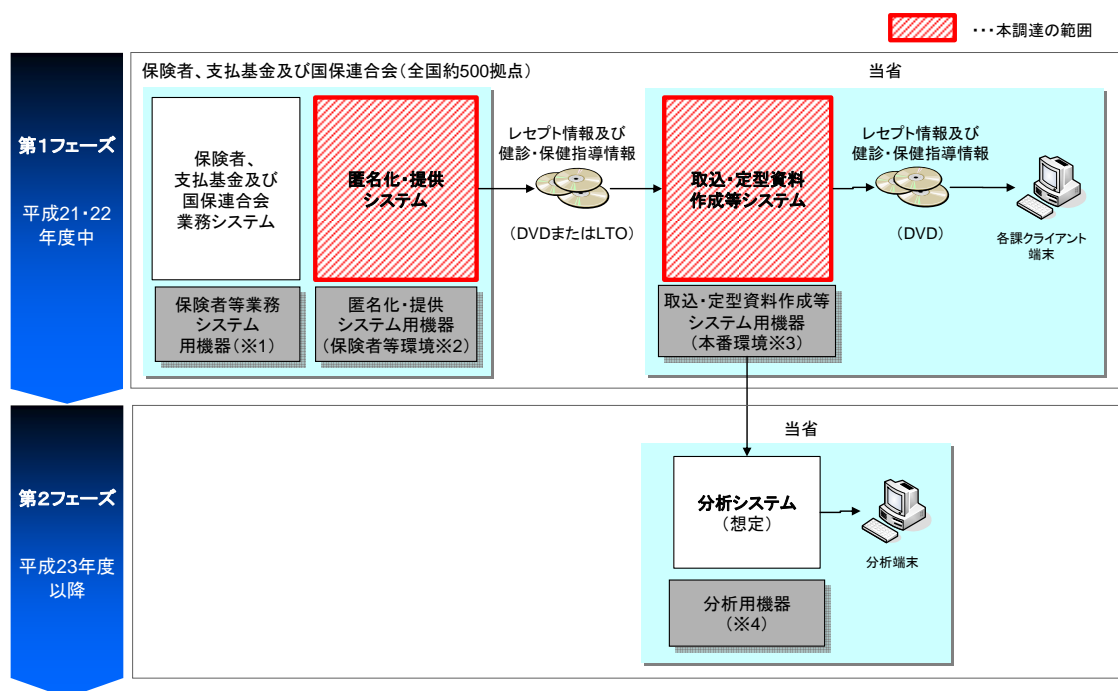 ･･･本調達の範囲
第1フェーズ
平成21・22
年度中
保険者、支払基金及び国保連合会（全国約500拠点）
保険者、
支払基金及び
国保連合会
業務システム
匿名化・提供
システム
レセプト情報及び
健診・保健指導情報
（DVDまたはLTO）
保険者等業務
システム
用機器（※1）
匿名化・提供
システム用機器
（保険者等環境※2）
当省
取込・定型資料
作成等システム
レセプト情報及び
健診・保健指導情報
（DVD）
各課クライアント
端末
取込・定型資料作成等
システム用機器
（本番環境※3）
第2フェーズ
平成23年度
以降
当省
分析システム
（想定）
分析端末
分析用機器
（※4）